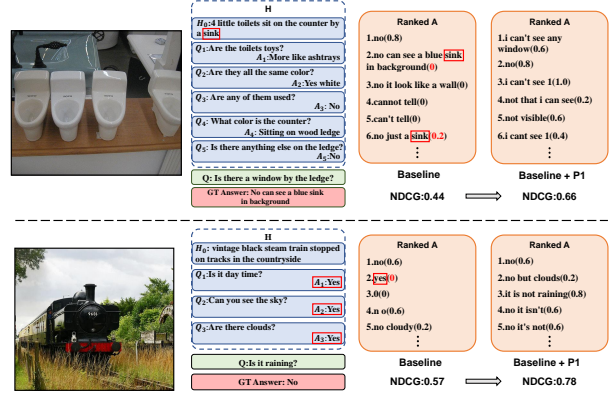 H
H0:4 little toilets sit on the counter by
a sink
Q1:Are the toilets toys?
A1:More like ashtrays
Q2:Are they all the same color?
A2:Yes white
Q3: Are any of them used?
A3: No
Q4: What color is the counter?
A4: Sitting on wood ledge
Q5: Is there anything else on the ledge?
A5:No
Q: Is there a window by the ledge?
GT Answer: No can see a blue sink
in background
Ranked A
1.no(0.8)
2.no can see a blue sink
in background(0)
3.no it look like a wall(0)
4.cannot tell(0)
5.can't tell(0)
6.no just a sink(0.2)
⋮
Baseline
NDCG:0.44
Ranked A
1.i can't see any
window(0.6)
2.no(0.8)
3.i can't see 1(1.0)
4.not that i can see(0.2)
5.not visible(0.6)
6.i cant see 1(0.4)
⋮
Baseline + P1
NDCG:0.66
H
H0: vintage black steam train stopped
on tracks in the countryside
Q1:Is it day time?
A1:Yes
Q2:Can you see the sky?
A2:Yes
Q3:Are there clouds?
A3:Yes
Q:Is it raining?
GT Answer: No
Ranked A
1.no(0.6)
2.yes(0)
3.0(0)
4.n o(0.6)
5.no cloudy(0.2)
⋮
Baseline
NDCG:0.57
Ranked A
1.no(0.6)
2.no but clouds(0.2)
3.it is not raining(0.8)
4.no it isn't(0.6)
5.no it's not(0.6)
⋮
Baseline + P1
NDCG:0.78